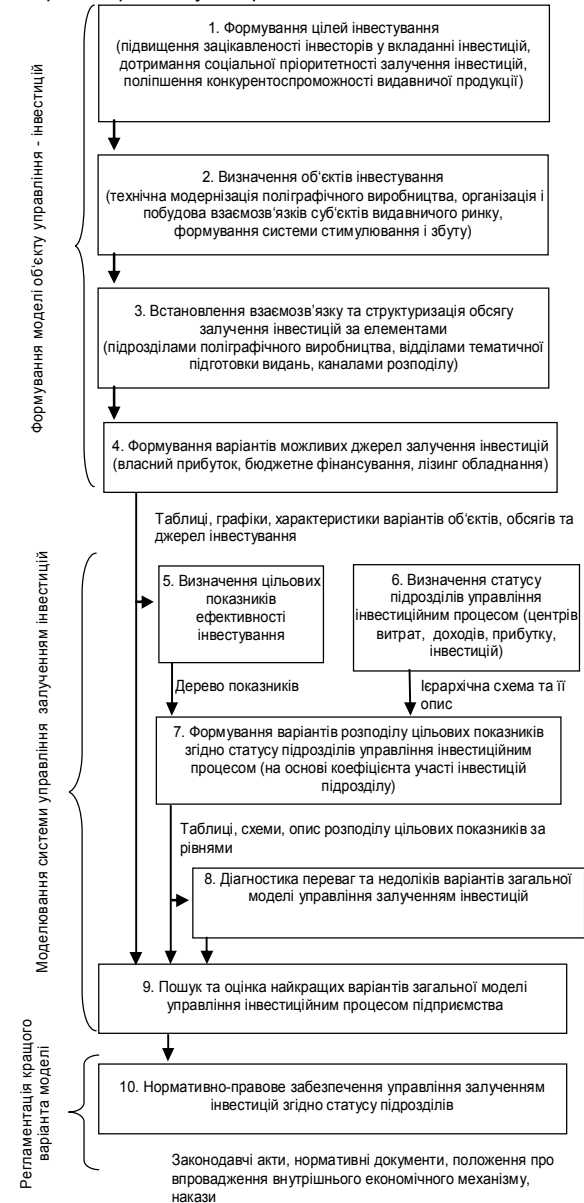 1. Формування цілей інвестування
(підвищення зацікавленості інвесторів у вкладанні інвестицій,
дотримання соціальної пріоритетності залучення інвестицій,
поліпшення конкурентоспроможності видавничої продукції)
2. Визначення об'єктів інвестування
(технічна модернізація поліграфічного виробництва, організація і
побудова взаємозв'язків суб'єктів видавничого ринку,
формування системи стимулювання і збуту)
3. Встановлення взаємозв'язку та структуризація обсягу
залучення інвестицій за елементами
(підрозділами поліграфічного виробництва, відділами тематичної
підготовки видань, каналами розподілу)
4. Формування варіантів можливих джерел залучення інвестицій
(власний прибуток, бюджетне фінансування, лізинг обладнання)
Формування моделі об'єкту управління - інвестицій
Таблиці, графіки, характеристики варіантів об'єктів, обсягів та
джерел інвестування
5. Визначення цільових
показників
ефективності
інвестування
6. Визначення статусу
підрозділів управління
інвестиційним процесом (центрів
витрат, доходів, прибутку,
інвестицій)
Дерево показників
Ієрархічна схема та її
опис
7. Формування варіантів розподілу цільових показників
згідно статусу підрозділів управління інвестиційним
процесом (на основі коефіцієнта участі інвестицій
підрозділу)
Таблиці, схеми, опис розподілу цільових показників за
рівнями
8. Діагностика переваг та недоліків варіантів загальної
моделі управління залученням інвестицій
9. Пошук та оцінка найкращих варіантів загальної моделі
управління інвестиційним процесом підприємства
Моделювання системи управління залученням інвестицій
10. Нормативно-правове забезпечення управління залученням
інвестицій згідно статусу підрозділів
Регламентація кращого
варіанта моделі
Законодавчі акти, нормативні документи, положення про
впровадження внутрішнього економічного механізму,
накази